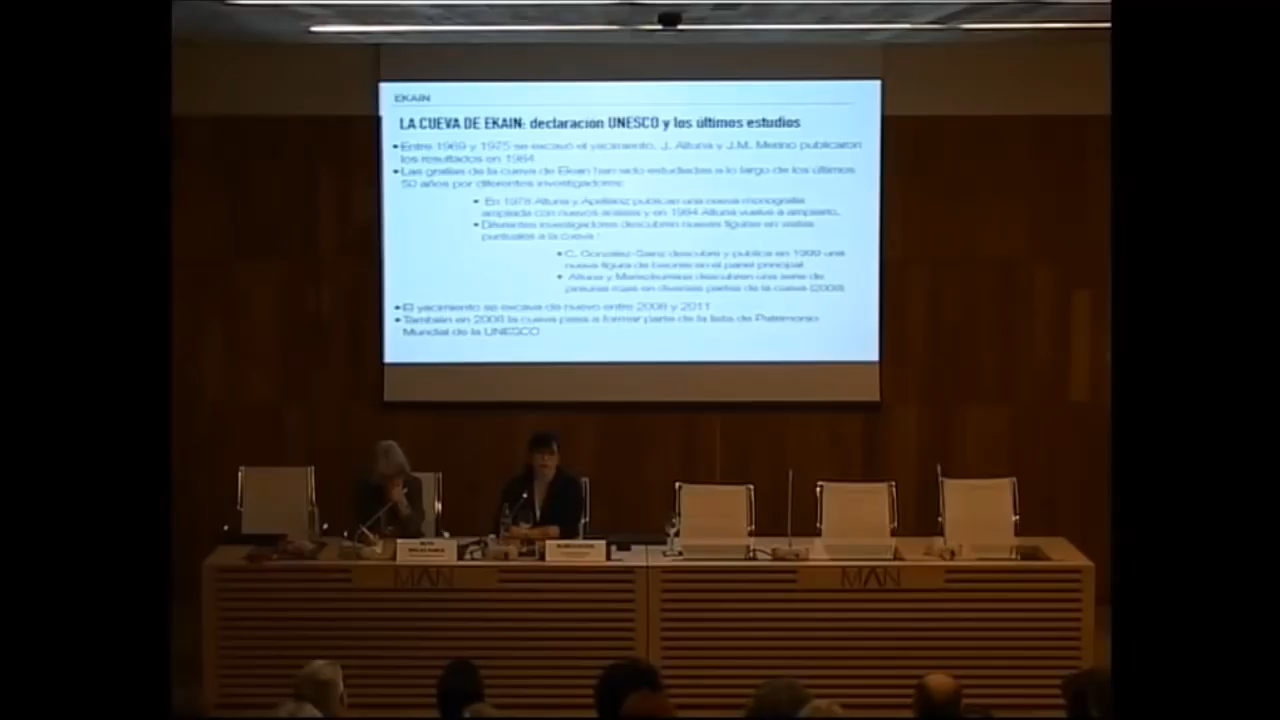 EKAIN
LA CUEVA DE EKAIN: declaración UNESCO y los últimos estudios
•Entre 1969 y 1975 se excavó el yacimiento. J. Altuna y J.M. Merino publicaron
los resultados en 1984
•Las grafías de la cueva de Ekain han sido estudiadas a lo largo de los últimos
50 años por diferentes investigadores:
• En 1978 Altuna y Apellániz publican una nueva monografía
ampliada con nuevos análisis y en 1984 Altuna vuelve a ampliarlo.
• Diferentes investigadores descubren nuevas figuras en visitas
puntuales a la cueva :
• C. González Sainz descubre y publica en 1999 una
nueva figura de bisonte en el panel principal
• Altuna y descubren una serie de
pinturas rojas en diversas partes de la cueva (2008)
•El yacimiento se excava de nuevo entre 2008 y 2011
•También en 2008 la cueva pasa a formar parte de la lista de Patrimonio
Mundial de la UNESCO
MAN
MAN